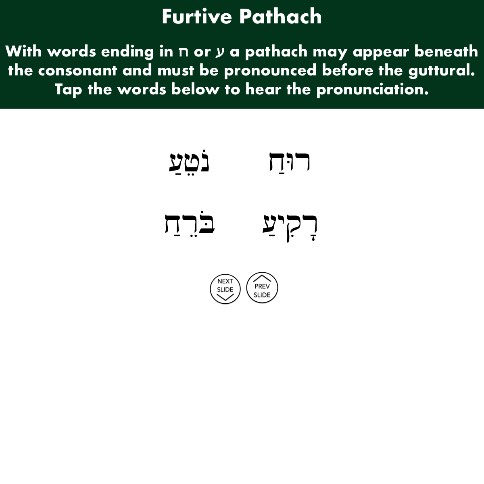 Furtive Pathach
With words ending in ח or ע a pathach may appear beneath
the consonant and must be pronounced before the guttural.
Tap the words below to hear the pronunciation.
רוּחַ נֹטֵעַ
רָקִיעַ בֹּרֵחַ
NEXT SLIDE PREV SLIDE